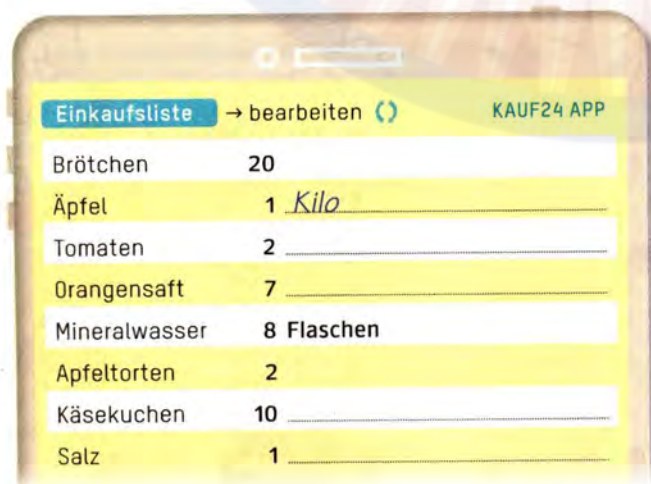 Einkaufsliste → bearbeiten KAUF24 APP
Brötchen 20
Äpfel 1 Kilo
Tomaten 2
Orangensaft 7
Mineralwasser 8 Flaschen
Apfeltorten 2
Käsekuchen 10
Salz 1